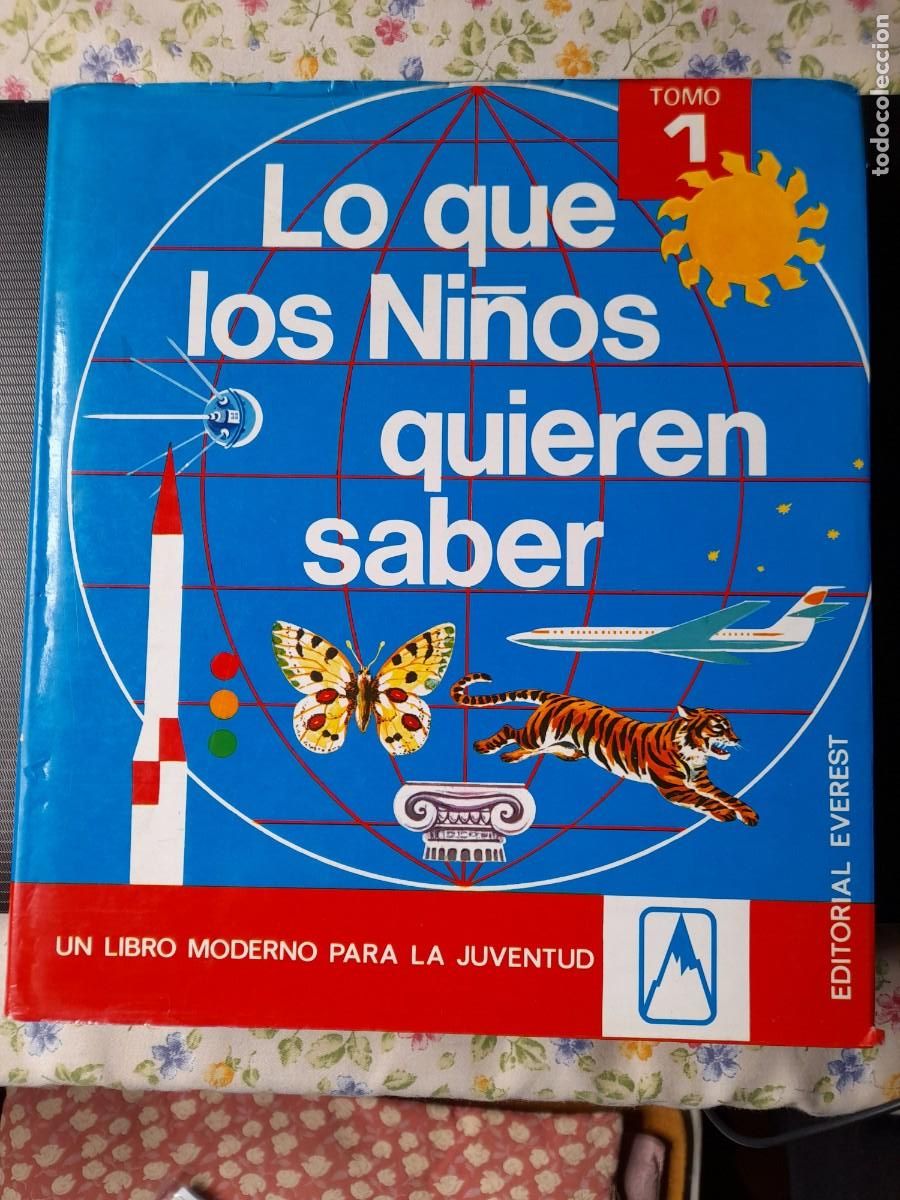 TOMO
1
Lo que
los Niños
quieren
saber
EDITORIAL EVEREST
UN LIBRO MODERNO PARA LA JUVENTUD
todocoleccion